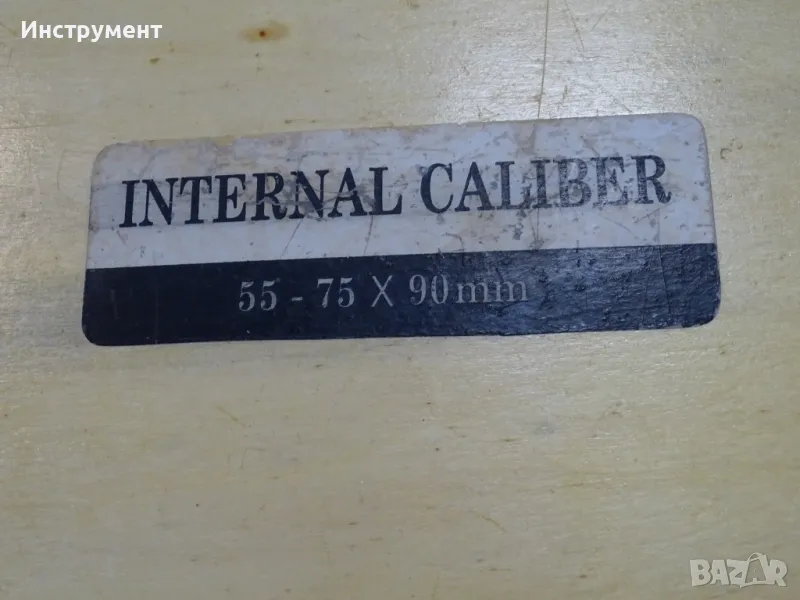 Инструмент
INTERNAL CALIBER
55 - 75 X 90mm
BAZAR